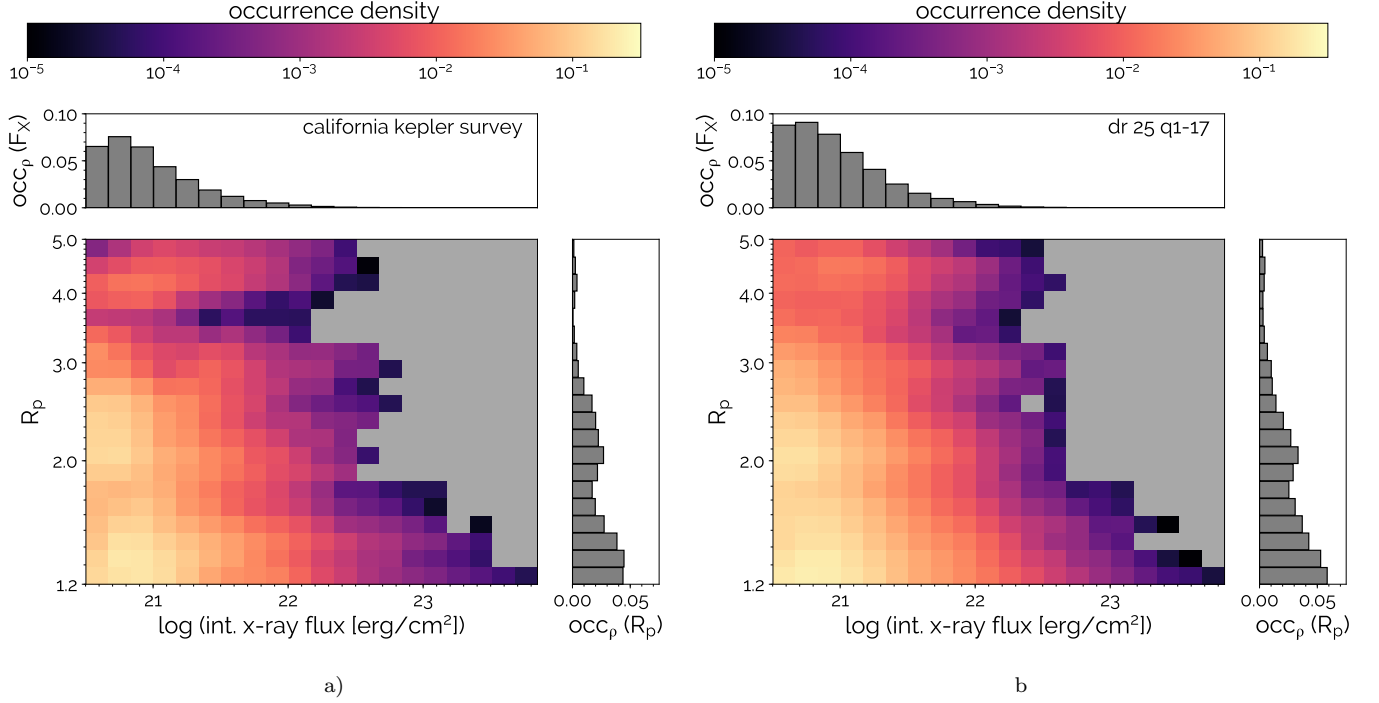 occurrence density
10⁻⁵ 10⁻⁴ 10⁻³ 10⁻² 10⁻¹
california kepler survey
occᵨ (Fₓ)
0.10
0.05
0.00
5.0
4.0
3.0
2.0
1.2
Rₚ
21 22 23
log (int. x-ray flux [erg/cm²])
0.00 0.05
occᵨ (Rₚ)
a)
occurrence density
10⁻⁵ 10⁻⁴ 10⁻³ 10⁻² 10⁻¹
dr 25 q1-17
occᵨ (Fₓ)
0.10
0.05
0.00
5.0
4.0
3.0
2.0
1.2
Rₚ
21 22 23
log (int. x-ray flux [erg/cm²])
0.00 0.05
occᵨ (Rₚ)
b